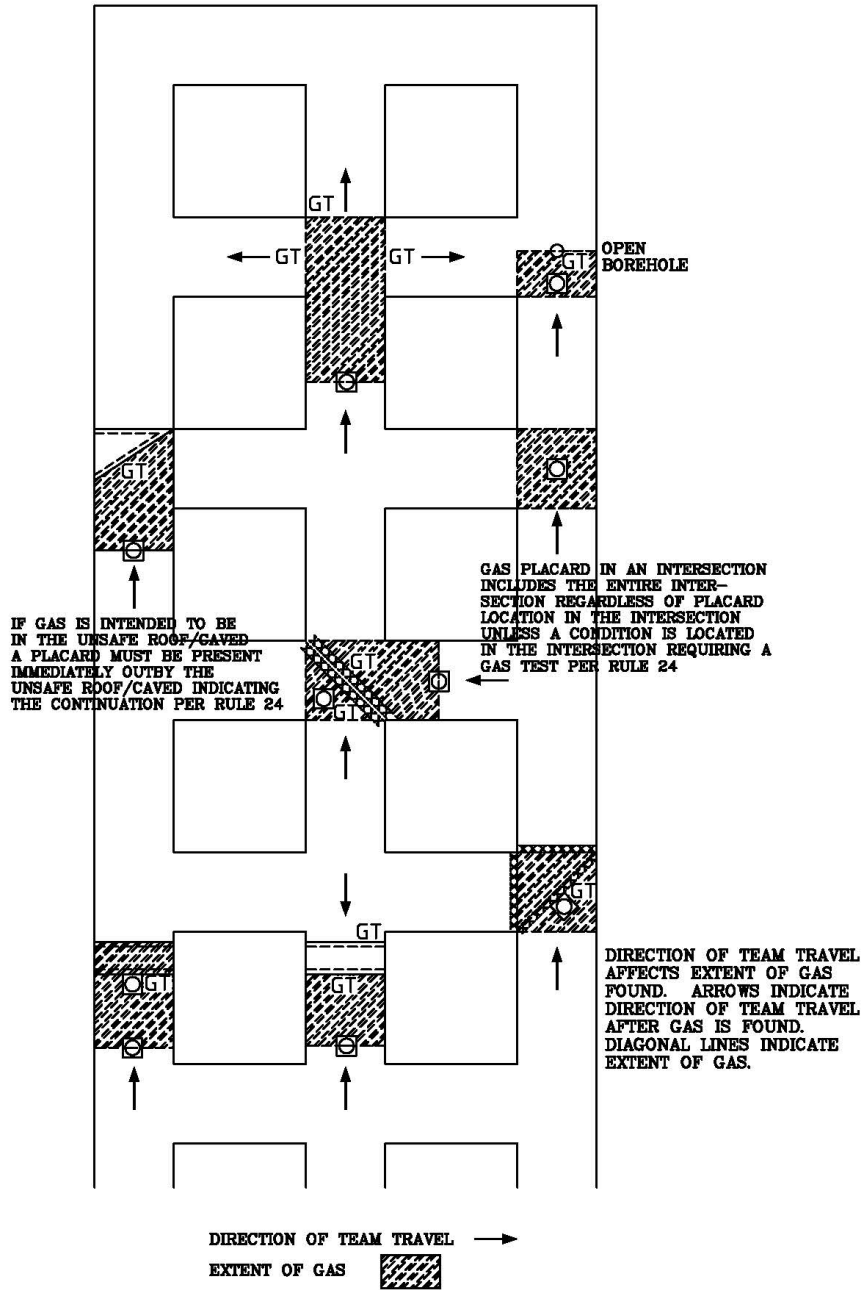 GT
GT
GT
GT
OPEN
BOREHOLE
GT
GAS PLACARD IN AN INTERSECTION
INCLUDES THE ENTIRE INTER-
SECTION REGARDLESS OF PLACARD
LOCATION IN THE INTERSECTION
UNLESS A CONDITION IS LOCATED
IN THE INTERSECTION REQUIRING A
GAS TEST PER RULE 24
IF GAS IS INTENDED TO BE
IN THE UNSAFE ROOF/CAVED
A PLACARD MUST BE PRESENT
IMMEDIATELY OUTBY THE
UNSAFE ROOF/CAVED INDICATING
THE CONTINUATION PER RULE 24
GT
GT
GT
GT
GT
GT
DIRECTION OF TEAM TRAVEL
AFFECTS EXTENT OF GAS
FOUND. ARROWS INDICATE
DIRECTION OF TEAM TRAVEL
AFTER GAS IS FOUND.
DIAGONAL LINES INDICATE
EXTENT OF GAS.
DIRECTION OF TEAM TRAVEL
EXTENT OF GAS